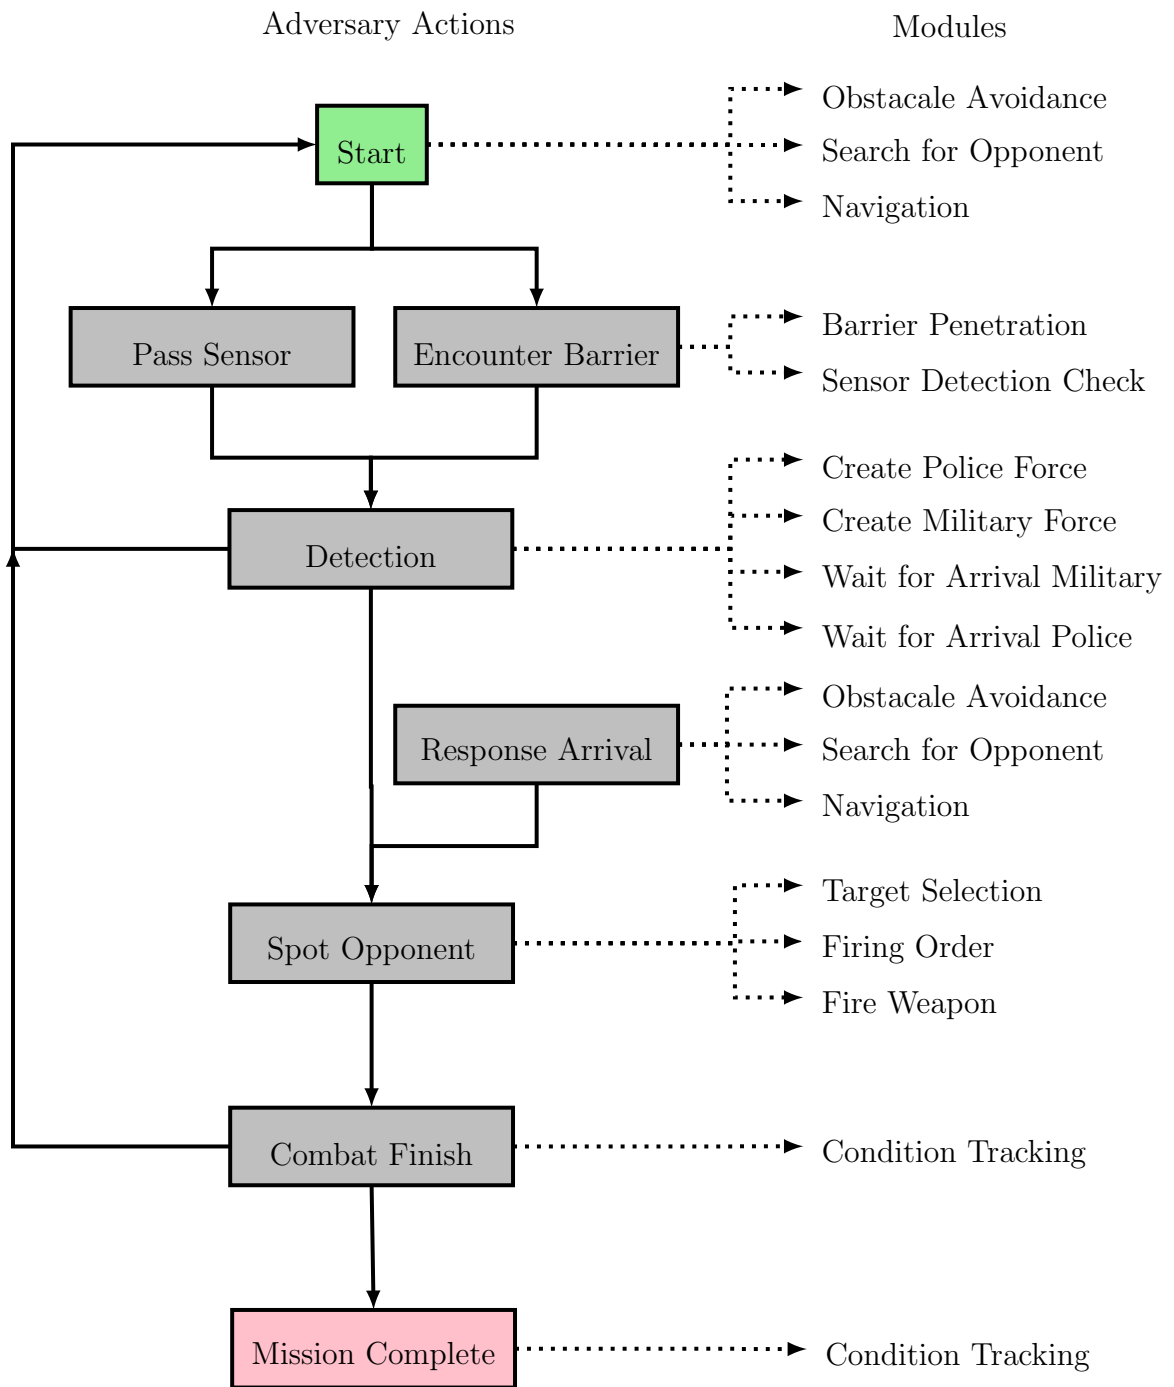 Adversary Actions
Modules
Start
Obstacale Avoidance
Search for Opponent
Navigation
Pass Sensor
Encounter Barrier
Barrier Penetration
Sensor Detection Check
Detection
Create Police Force
Create Military Force
Wait for Arrival Military
Wait for Arrival Police
Response Arrival
Obstacale Avoidance
Search for Opponent
Navigation
Spot Opponent
Target Selection
Firing Order
Fire Weapon
Combat Finish
Condition Tracking
Mission Complete
Condition Tracking